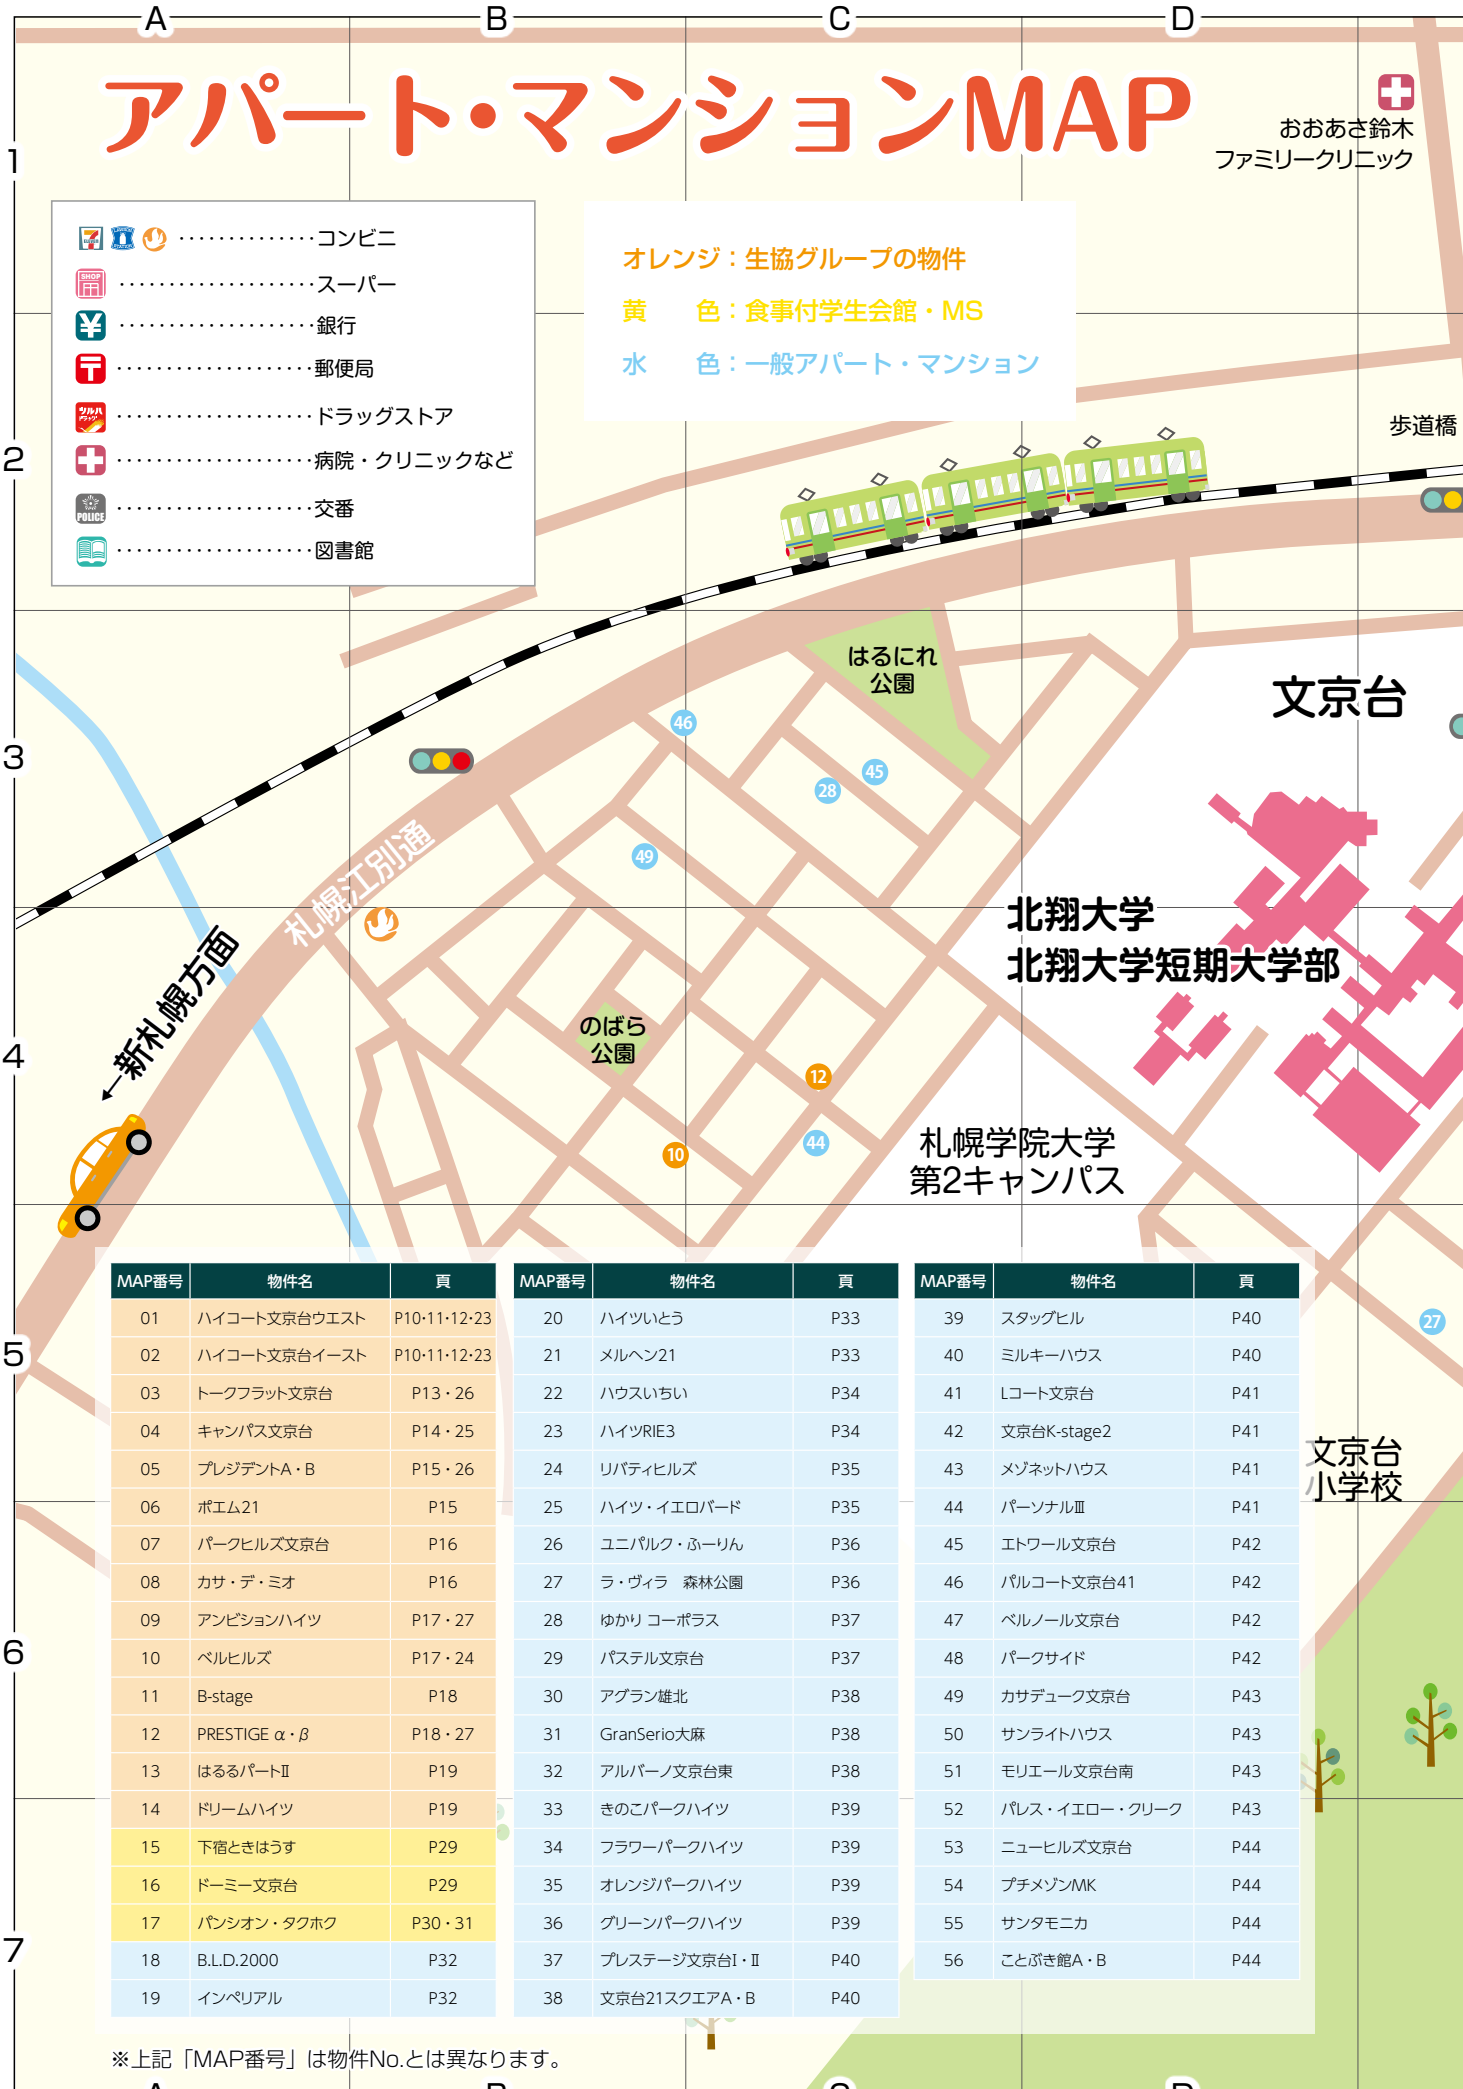 A B C D
アパート・マンションMAP
おおあさ鈴木
ファミリークリニック
1
コンビニ
スーパー
銀行
郵便局
ドラッグストア
病院・クリニックなど
交番
図書館
SHOP
POLICE
オレンジ：生協グループの物件
黄　色：食事付学生会館・MS
水　色：一般アパート・マンション
歩道橋
2
はるにれ
公園
文京台
46
3
45
28
49
札幌江別通
北翔大学
北翔大学短期大学部
←新札幌方面
のばら
公園
4
12
44
10
札幌学院大学
第2キャンパス
MAP番号 物件名 頁
01 ハイコート文京台ウエスト P10・11・12・23
02 ハイコート文京台イースト P10・11・12・23
03 トークフラット文京台 P13・26
04 キャンパス文京台 P14・25
05 プレジデントA・B P15・26
06 ポエム21 P15
07 パークヒルズ文京台 P16
08 カサ・デ・ミオ P16
09 アンビションハイツ P17・27
10 ベルヒルズ P17・24
11 B-stage P18
12 PRESTIGE α・β P18・27
13 はるるパートⅡ P19
14 ドリームハイツ P19
15 下宿ときはうす P29
16 ドーミー文京台 P29
17 パンシオン・タクホク P30・31
18 B.L.D.2000 P32
19 インペリアル P32
MAP番号 物件名 頁
20 ハイツいとう P33
21 メルヘン21 P33
22 ハウスいちい P34
23 ハイツRIE3 P34
24 リバティヒルズ P35
25 ハイツ・イエロバード P35
26 ユニパルク・ふーりん P36
27 ラ・ヴィラ　森林公園 P36
28 ゆかり コーポラス P37
29 パステル文京台 P37
30 アグラン雄北 P38
31 GranSerio大麻 P38
32 アルバーノ文京台東 P38
33 きのこパークハイツ P39
34 フラワーパークハイツ P39
35 オレンジパークハイツ P39
36 グリーンパークハイツ P39
37 プレステージ文京台Ⅰ・Ⅱ P40
38 文京台21スクエアA・B P40
MAP番号 物件名 頁
39 スタッグヒル P40
40 ミルキーハウス P40
41 Lコート文京台 P41
42 文京台K-stage2 P41
43 メゾネットハウス P41
44 パーソナルⅢ P41
45 エトワール文京台 P42
46 パルコート文京台41 P42
47 ベルノール文京台 P42
48 パークサイド P42
49 カサデューク文京台 P43
50 サンライトハウス P43
51 モリエール文京台南 P43
52 パレス・イエロー・クリーク P43
53 ニューヒルズ文京台 P44
54 プチメゾンMK P44
55 サンタモニカ P44
56 ことぶき館A・B P44
27
5
文京台
小学校
6
7
※上記「MAP番号」は物件No.とは異なります。
A B C D